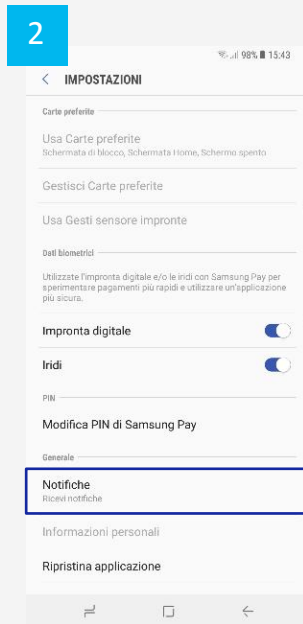 2
98% 15:43
< IMPOSTAZIONI
Carte preferite
Usa Carte preferite
Schermata di blocco, Schermata Home, Schermo spento
Gestisci Carte preferite
Usa Gesti sensore impronte
Dati biometrici
Utilizzate l'impronta digitale e/o le iridi con Samsung Pay per
sperimentare pagamenti più rapidi e utilizzare un'applicazione
più sicura.
Impronta digitale
Iridi
PIN
Modifica PIN di Samsung Pay
Generale
Notifiche
Ricevi notifiche
Informazioni personali
Ripristina applicazione